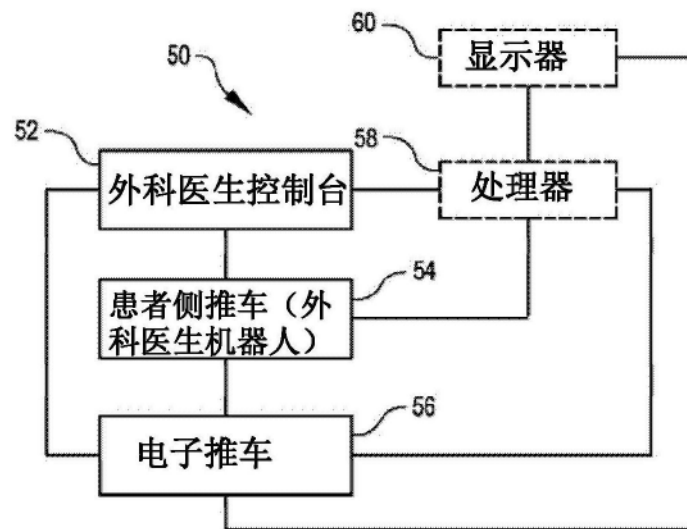 60
显示器
50
52
58
外科医生控制台
处理器
54
患者侧推车（外
科医生机器人）
56
电子推车